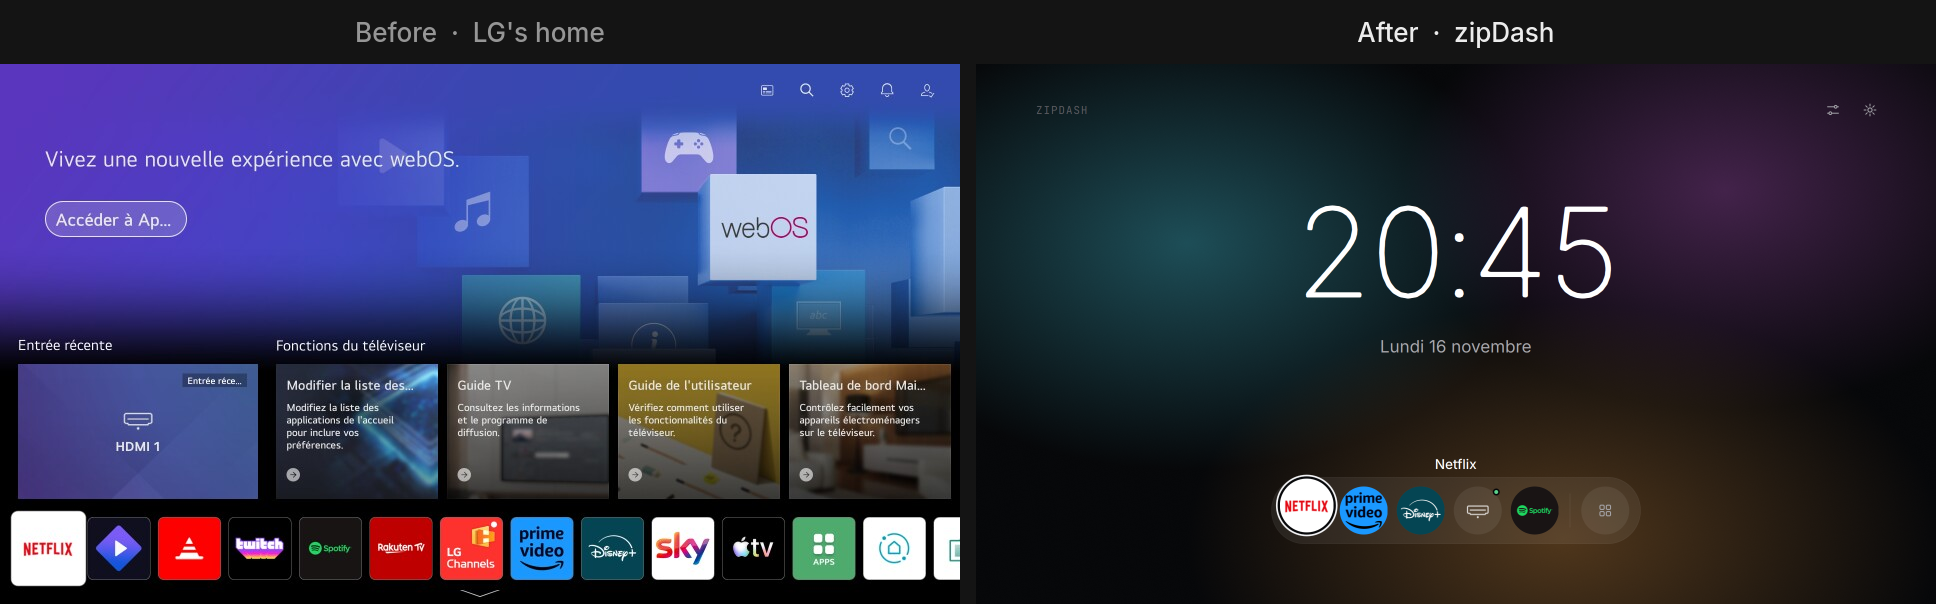 Before · LG's home
After · zipDash
Vivez une nouvelle expérience avec webOS.
Accéder à Ap...
webOS
abc
Entrée récente
Fonctions du téléviseur
Entrée réce...
HDMI 1
Modifier la liste des...
Modifiez la liste des
applications de l'accueil
pour inclure vos
préférences.
Guide TV
Consultez les informations
et le programme de
diffusion.
Guide de l'utilisateur
Vérifiez comment utiliser
les fonctionnalités du
téléviseur.
Tableau de bord Mai...
Contrôlez facilement vos
appareils électroménagers
sur le téléviseur.
NETFLIX
twitch
Spotify
Rakuten TV
LG
Channels
prime
video
Disney+
sky
tv
APPS
ZIPDASH
20:45
Lundi 16 novembre
Netflix
NETFLIX
prime
video
Disney+
Spotify